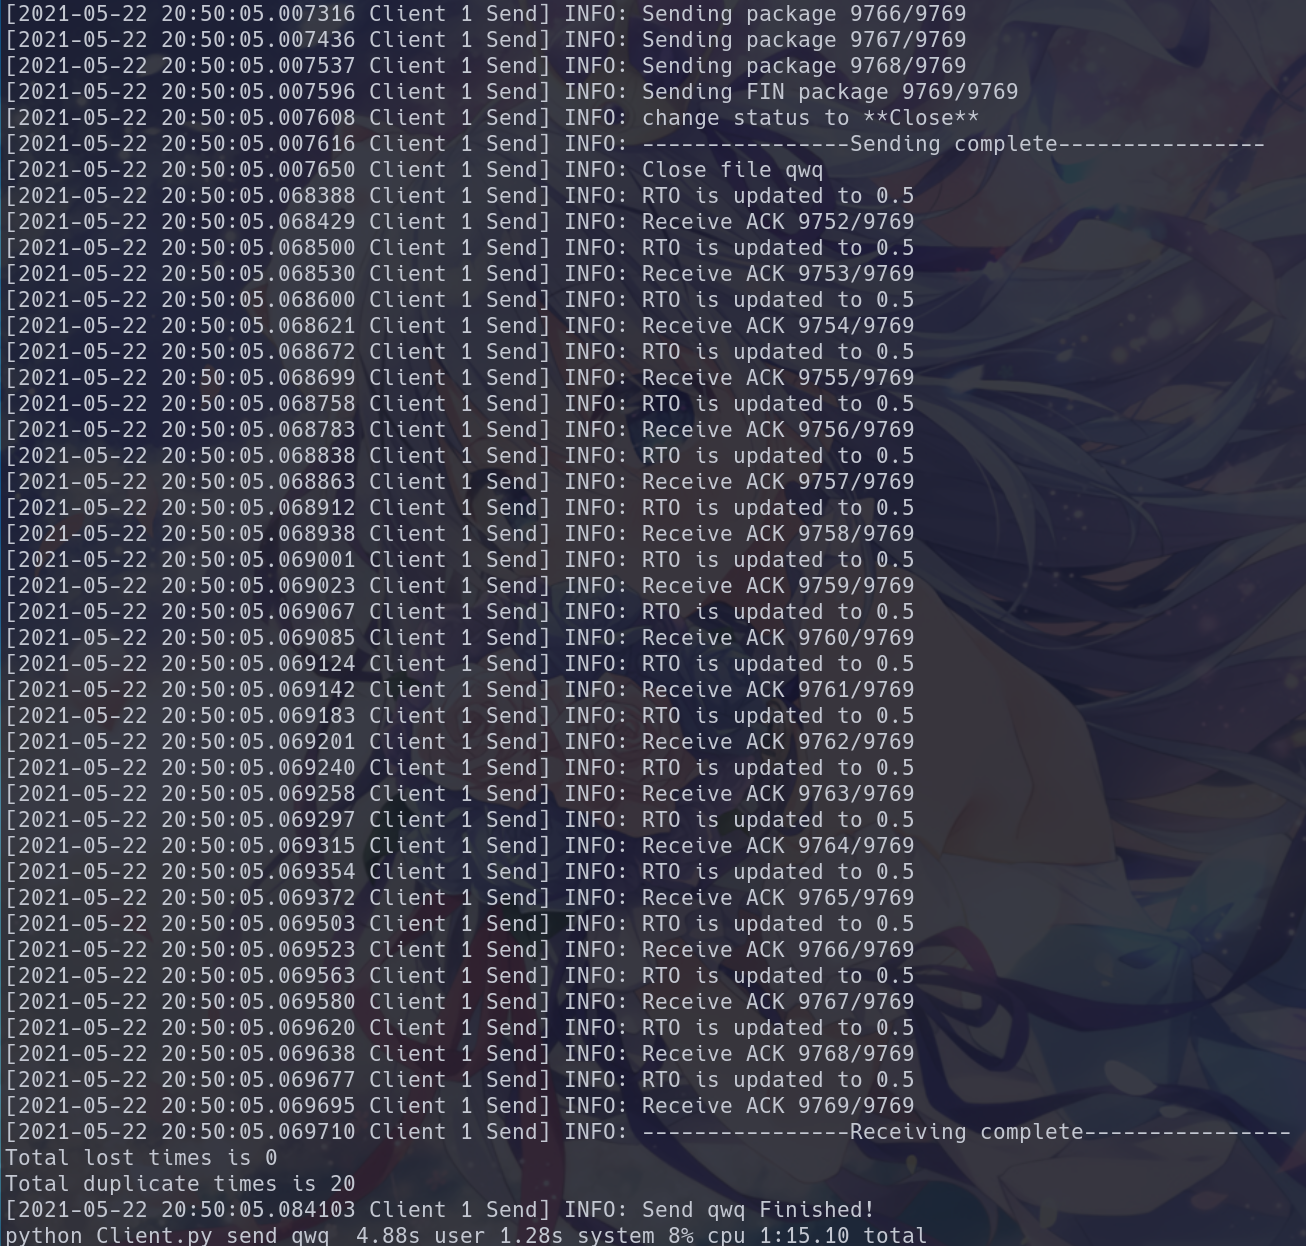 [2021-05-22 20:50:05.007316 Client 1 Send] INFO: Sending package 9766/9769
[2021-05-22 20:50:05.007436 Client 1 Send] INFO: Sending package 9767/9769
[2021-05-22 20:50:05.007537 Client 1 Send] INFO: Sending package 9768/9769
[2021-05-22 20:50:05.007596 Client 1 Send] INFO: Sending FIN package 9769/9769
[2021-05-22 20:50:05.007608 Client 1 Send] INFO: change status to **Close**
[2021-05-22 20:50:05.007616 Client 1 Send] INFO: ----------------Sending complete----------------
[2021-05-22 20:50:05.007650 Client 1 Send] INFO: Close file qwq
[2021-05-22 20:50:05.068388 Client 1 Send] INFO: RTO is updated to 0.5
[2021-05-22 20:50:05.068429 Client 1 Send] INFO: Receive ACK 9752/9769
[2021-05-22 20:50:05.068500 Client 1 Send] INFO: RTO is updated to 0.5
[2021-05-22 20:50:05.068530 Client 1 Send] INFO: Receive ACK 9753/9769
[2021-05-22 20:50:05.068600 Client 1 Send] INFO: RTO is updated to 0.5
[2021-05-22 20:50:05.068621 Client 1 Send] INFO: Receive ACK 9754/9769
[2021-05-22 20:50:05.068672 Client 1 Send] INFO: RTO is updated to 0.5
[2021-05-22 20:50:05.068699 Client 1 Send] INFO: Receive ACK 9755/9769
[2021-05-22 20:50:05.068758 Client 1 Send] INFO: RTO is updated to 0.5
[2021-05-22 20:50:05.068783 Client 1 Send] INFO: Receive ACK 9756/9769
[2021-05-22 20:50:05.068838 Client 1 Send] INFO: RTO is updated to 0.5
[2021-05-22 20:50:05.068863 Client 1 Send] INFO: Receive ACK 9757/9769
[2021-05-22 20:50:05.068912 Client 1 Send] INFO: RTO is updated to 0.5
[2021-05-22 20:50:05.068938 Client 1 Send] INFO: Receive ACK 9758/9769
[2021-05-22 20:50:05.069001 Client 1 Send] INFO: RTO is updated to 0.5
[2021-05-22 20:50:05.069023 Client 1 Send] INFO: Receive ACK 9759/9769
[2021-05-22 20:50:05.069067 Client 1 Send] INFO: RTO is updated to 0.5
[2021-05-22 20:50:05.069085 Client 1 Send] INFO: Receive ACK 9760/9769
[2021-05-22 20:50:05.069124 Client 1 Send] INFO: RTO is updated to 0.5
[2021-05-22 20:50:05.069142 Client 1 Send] INFO: Receive ACK 9761/9769
[2021-05-22 20:50:05.069183 Client 1 Send] INFO: RTO is updated to 0.5
[2021-05-22 20:50:05.069201 Client 1 Send] INFO: Receive ACK 9762/9769
[2021-05-22 20:50:05.069240 Client 1 Send] INFO: RTO is updated to 0.5
[2021-05-22 20:50:05.069258 Client 1 Send] INFO: Receive ACK 9763/9769
[2021-05-22 20:50:05.069297 Client 1 Send] INFO: RTO is updated to 0.5
[2021-05-22 20:50:05.069315 Client 1 Send] INFO: Receive ACK 9764/9769
[2021-05-22 20:50:05.069354 Client 1 Send] INFO: RTO is updated to 0.5
[2021-05-22 20:50:05.069372 Client 1 Send] INFO: Receive ACK 9765/9769
[2021-05-22 20:50:05.069503 Client 1 Send] INFO: RTO is updated to 0.5
[2021-05-22 20:50:05.069523 Client 1 Send] INFO: Receive ACK 9766/9769
[2021-05-22 20:50:05.069563 Client 1 Send] INFO: RTO is updated to 0.5
[2021-05-22 20:50:05.069580 Client 1 Send] INFO: Receive ACK 9767/9769
[2021-05-22 20:50:05.069620 Client 1 Send] INFO: RTO is updated to 0.5
[2021-05-22 20:50:05.069638 Client 1 Send] INFO: Receive ACK 9768/9769
[2021-05-22 20:50:05.069677 Client 1 Send] INFO: RTO is updated to 0.5
[2021-05-22 20:50:05.069695 Client 1 Send] INFO: Receive ACK 9769/9769
[2021-05-22 20:50:05.069710 Client 1 Send] INFO: ----------------Receiving complete----------------
Total lost times is 0
Total duplicate times is 20
[2021-05-22 20:50:05.084103 Client 1 Send] INFO: Send qwq Finished!
python Client.py send qwq  4.88s user 1.28s system 8% cpu 1:15.10 total